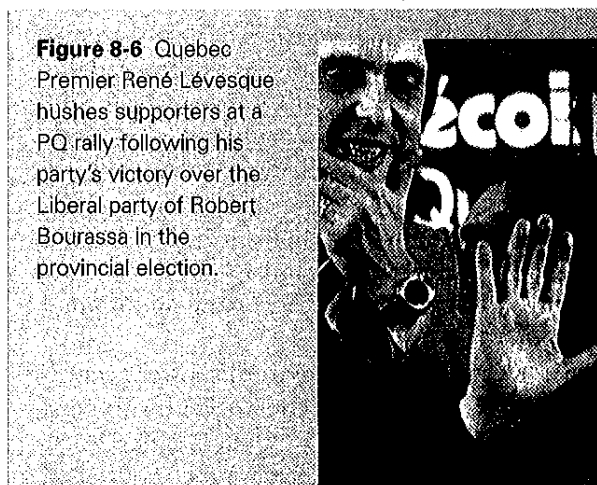 Figure 8-6 Quebec
Premier René Lévesque
hushes supporters at a
PQ rally following his
party's victory over the
Liberal party of Robert
Bourassa in the
provincial election.
écoi
Q